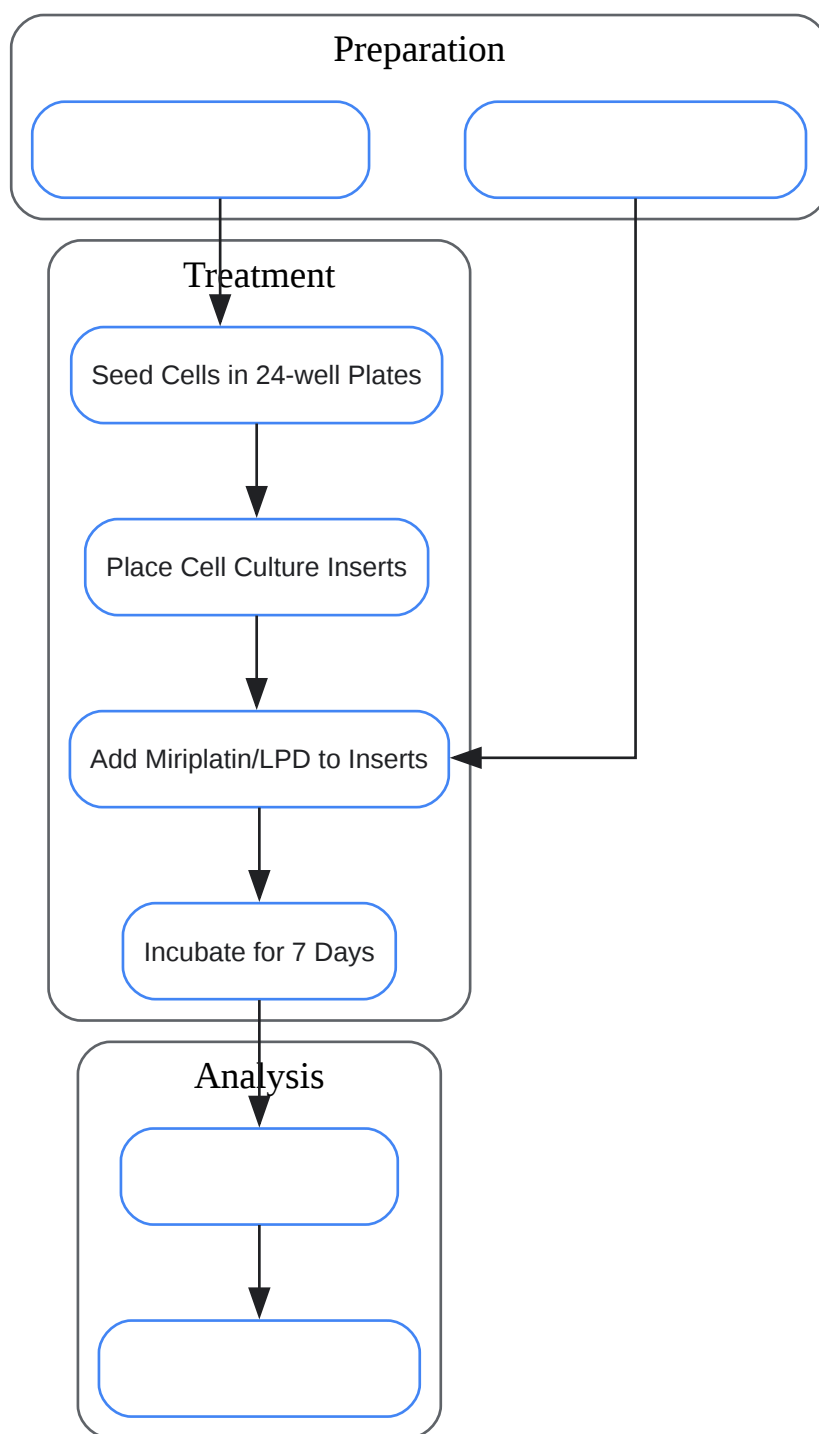 Preparation
Treatment
Seed Cells in 24-well Plates
Place Cell Culture Inserts
Add Miriplatin/LPD to Inserts
Incubate for 7 Days
Analysis